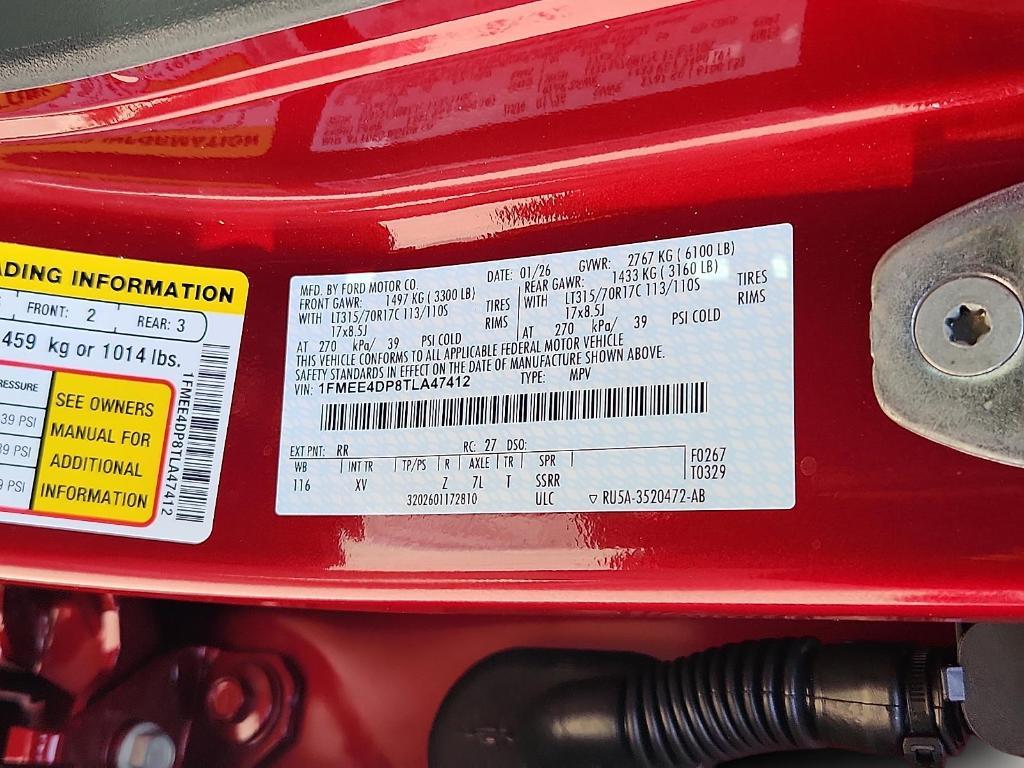 ADING INFORMATION
FRONT: 2
REAR: 3
459 kg or 1014 lbs.
RESSURE
39 PSI
39 PSI
PSI
SEE OWNERS
MANUAL FOR
ADDITIONAL
INFORMATION
1FMEE4DP8TLA47412
MFD. BY FORD MOTOR CO. DATE: 01/26 GVWR: 2767 KG ( 6100 LB)
FRONT GAWR: 1497 KG ( 3300 LB) REAR GAWR: 1433 KG ( 3160 LB)
WITH LT315/70R17C 113/110S TIRES WITH LT315/70R17C 113/110S TIRES
17x8.5J RIMS 17x8.5J RIMS
AT 270 kPa/ 39 PSI COLD AT 270 kPa/ 39 PSI COLD
THIS VEHICLE CONFORMS TO ALL APPLICABLE FEDERAL MOTOR VEHICLE
SAFETY STANDARDS IN EFFECT ON THE DATE OF MANUFACTURE SHOWN ABOVE.
VIN: 1FMEE4DP8TLA47412 TYPE: MPV
EXT PNT: RR RC: 27 DSO:
WB INT TR TP/PS R AXLE TR SPR F0267
116 XV Z 7L T SSRR T0329
3202601172810 ULC ▽ RU5A-3520472-AB